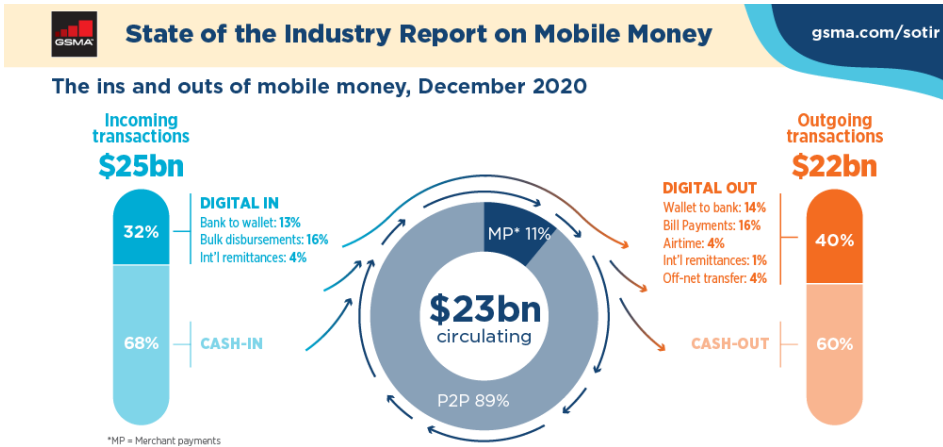 GSMA
State of the Industry Report on Mobile Money
gsma.com/sotir
The ins and outs of mobile money, December 2020
Incoming
transactions
$25bn
32%
68%
DIGITAL IN
Bank to wallet: 13%
Bulk disbursements: 16%
Int'l remittances: 4%
CASH-IN
MP* 11%
$23bn
circulating
P2P 89%
Outgoing
transactions
$22bn
DIGITAL OUT
Wallet to bank: 14%
Bill Payments: 16%
Airtime: 4%
Int'l remittances: 1%
Off-net transfer: 4%
CASH-OUT
40%
60%
*MP = Merchant payments